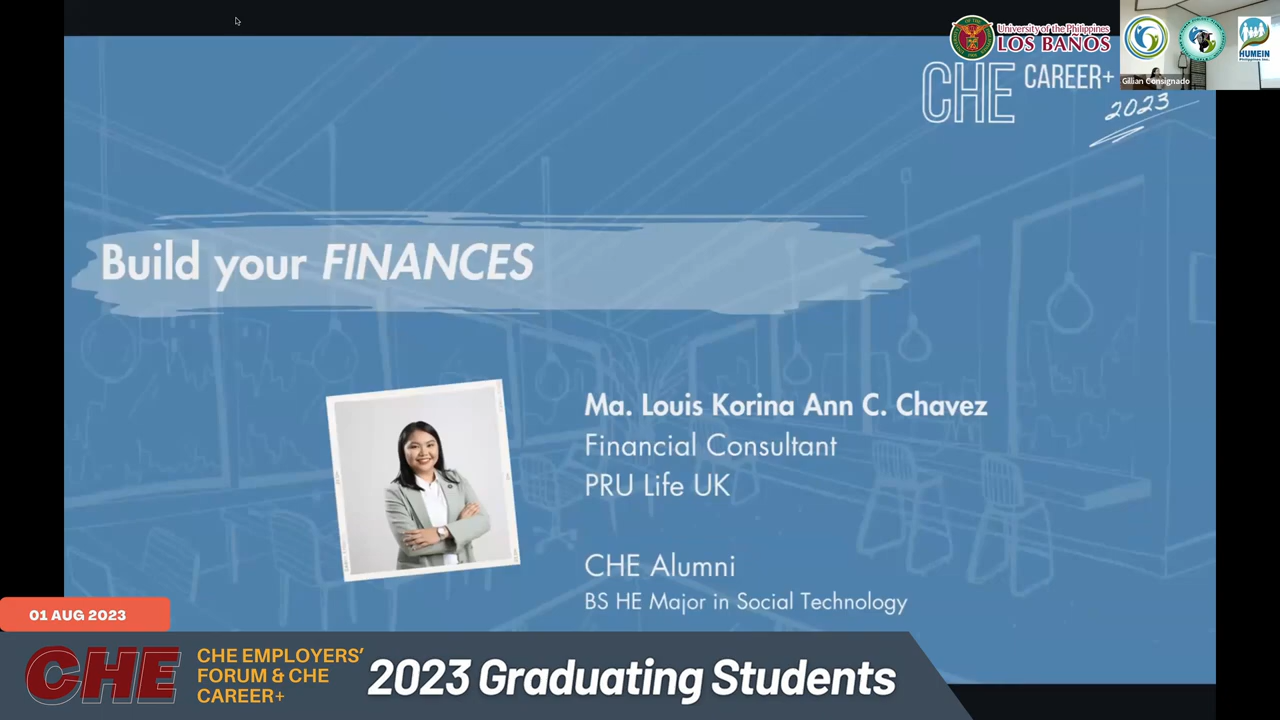 University of the Philippines
LOS BAÑOS
HUMEIN
Gillian Consignado
CHE CAREER+
2023
Build your FINANCES
Ma. Louis Korina Ann C. Chavez
Financial Consultant
PRU Life UK
CHE Alumni
BS HE Major in Social Technology
01 AUG 2023
CHE
CHE EMPLOYERS’
FORUM & CHE
CAREER+
2023 Graduating Students